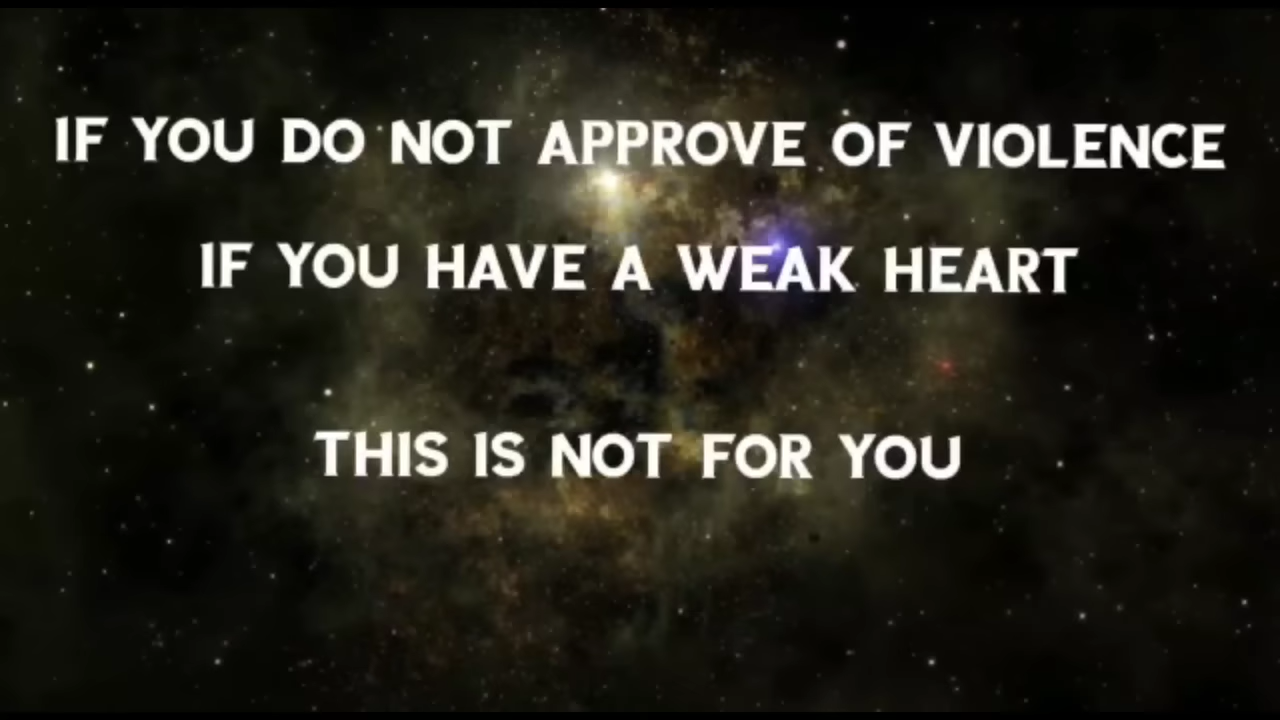 IF YOU DO NOT APPROVE OF VIOLENCE
IF YOU HAVE A WEAK HEART
THIS IS NOT FOR YOU